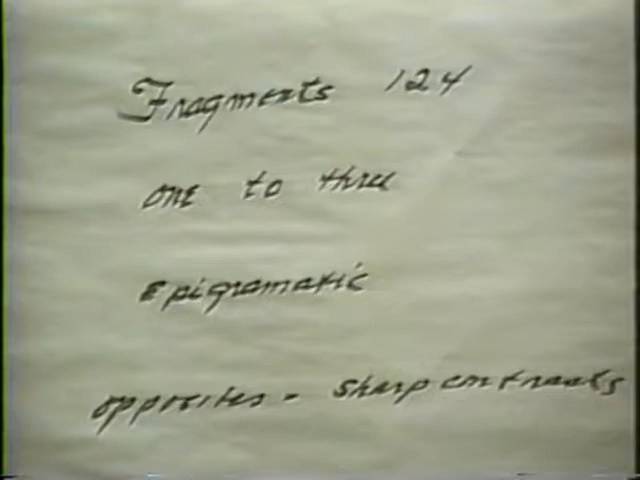 Fragments 124
one to three
Epigramatic
opposites - sharp contrasts